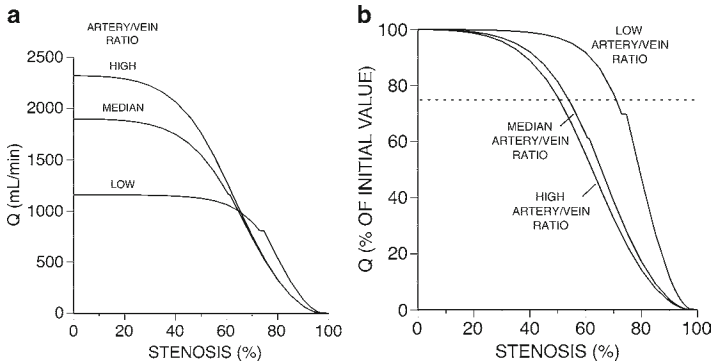 a
ARTERY/VEIN
RATIO
HIGH
MEDIAN
LOW
2500
2000
1500
1000
500
0
Q (mL/min)
0 20 40 60 80 100
STENOSIS (%)
b
LOW
ARTERY/VEIN
RATIO
MEDIAN
ARTERY/VEIN
RATIO
HIGH
ARTERY/VEIN
RATIO
100
80
60
40
20
0
Q (% OF INITIAL VALUE)
0 20 40 60 80 100
STENOSIS (%)